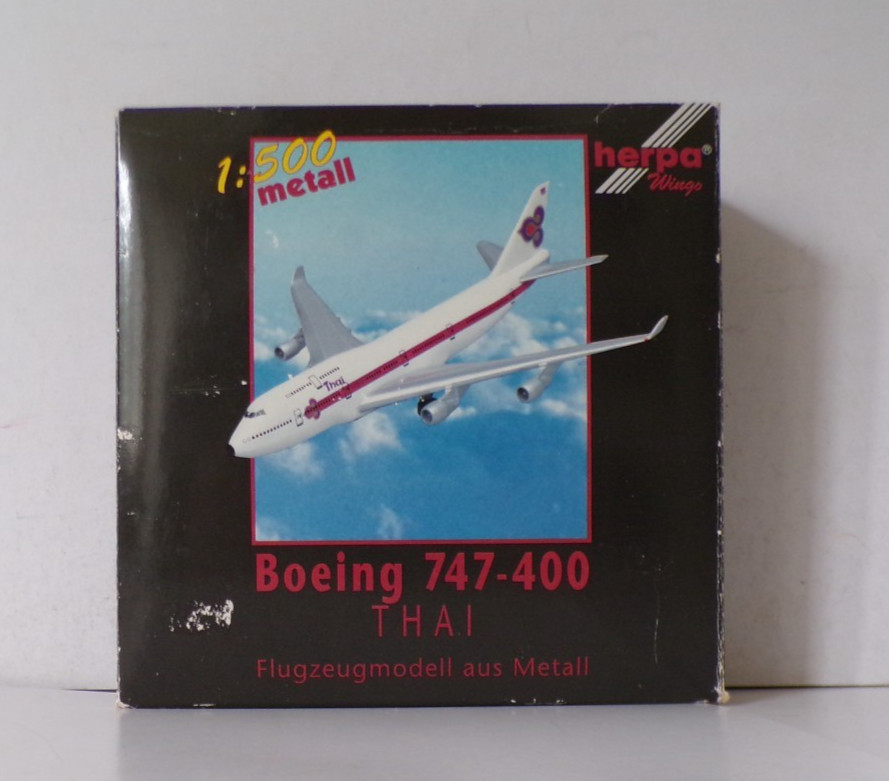 1:500
metall
herpa®
Wings
Thai
Boeing 747-400
THAI
Flugzeugmodell aus Metall